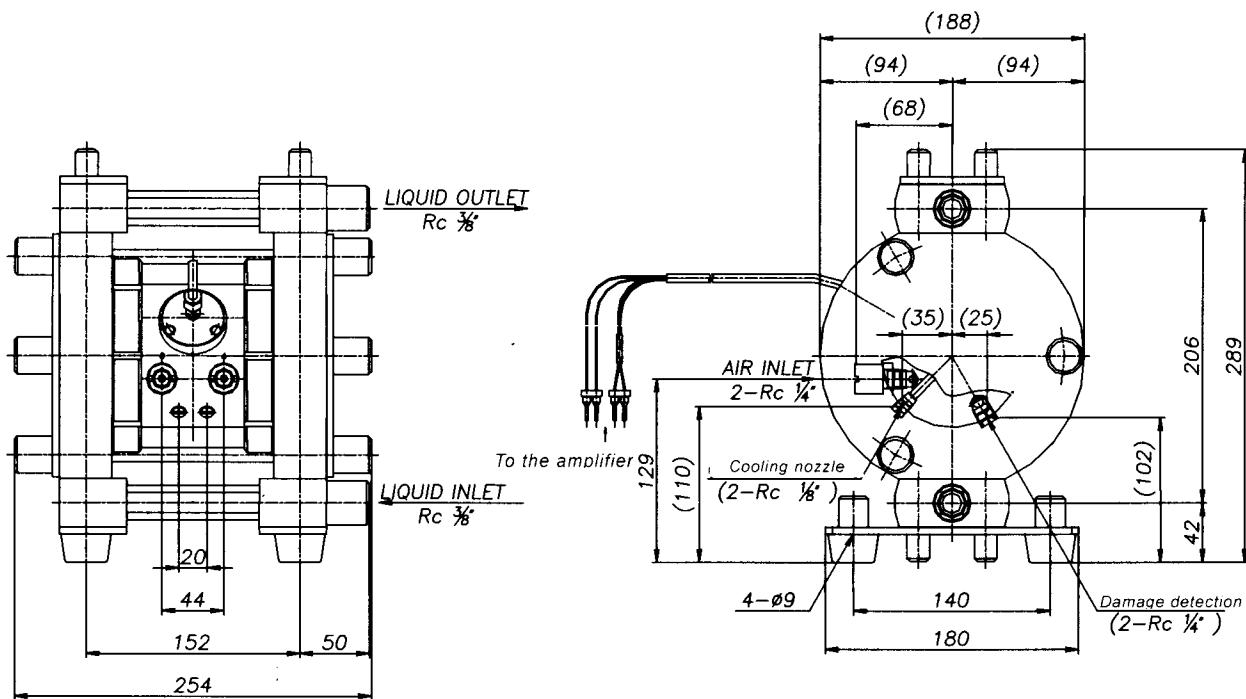 LIQUID OUTLET
Rc 3/8"
LIQUID INLET
Rc 3/8"
20
44
152
50
254
(188)
(94)
(94)
(68)
(35)
(25)
AIR INLET
2-Rc 1/4"
To the amplifier
129
(110)
Cooling nozzle
(2-Rc 1/8")
(102)
42
206
289
4-ø9
140
180
Damage detection
(2-Rc 1/4")